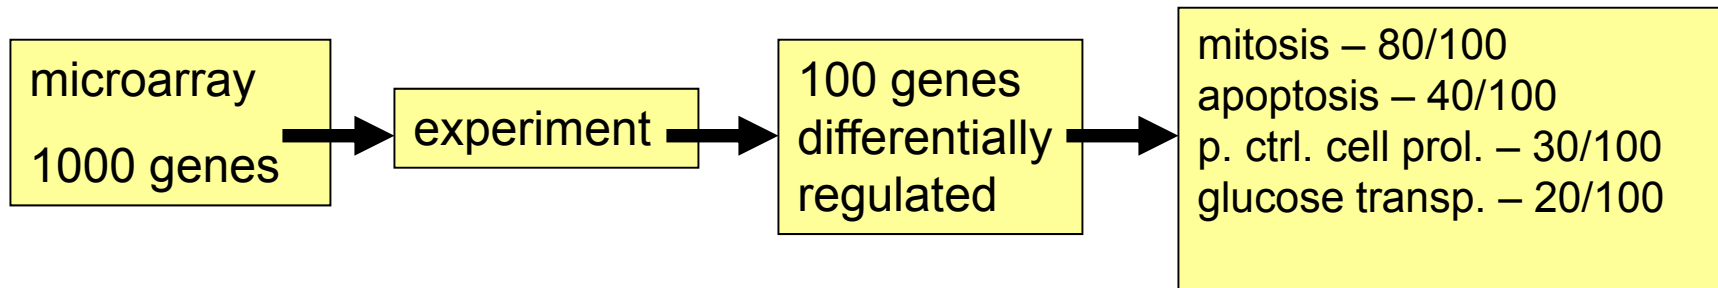 microarray
1000 genes
experiment
100 genes
differentially
regulated
mitosis – 80/100
apoptosis – 40/100
p. ctrl. cell prol. – 30/100
glucose transp. – 20/100